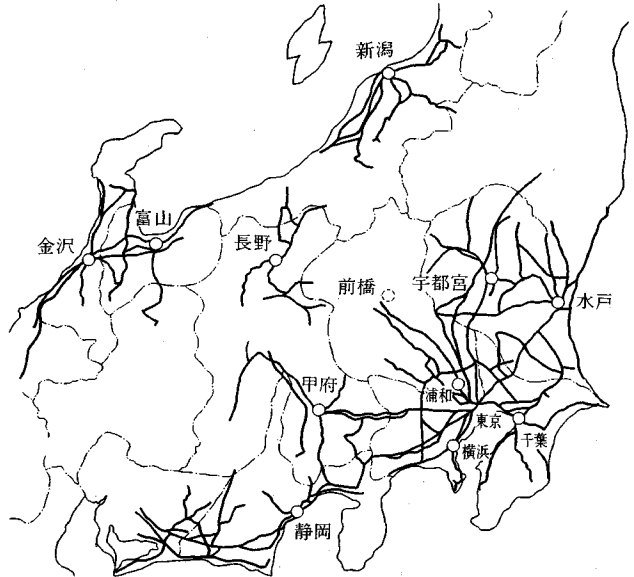 新潟
富山
金沢
長野
前橋
宇都宮
水戸
甲府
浦和
東京
千葉
横浜
静岡